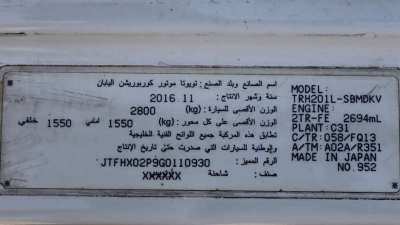 اسم الصانع وبلد الصنع: تويوتا موتور كوربوريشن اليابان
سنة وشهر الانتاج: 2016.11
الوزن الأقصى للسيارة: (kg) 2800
الوزن الأقصى على كل محور: (kg) 1550 أمامي 1550 خلفي
تطابق هذه المركبة جميع اللوائح الفنية الخليجية
والوطنية للسيارات التي صدرت حتى تاريخ الانتاج
الرقم المميز: JTFHX02P9G0110930
صنف: شاحنة XXXXXX
MODEL:
TRH201L-SBMDKV
ENGINE:
2TR-FE 2694mL
PLANT: C31
C/TR: 058/FQ13
A/TM: A02A/R351
MADE IN JAPAN
NO.952